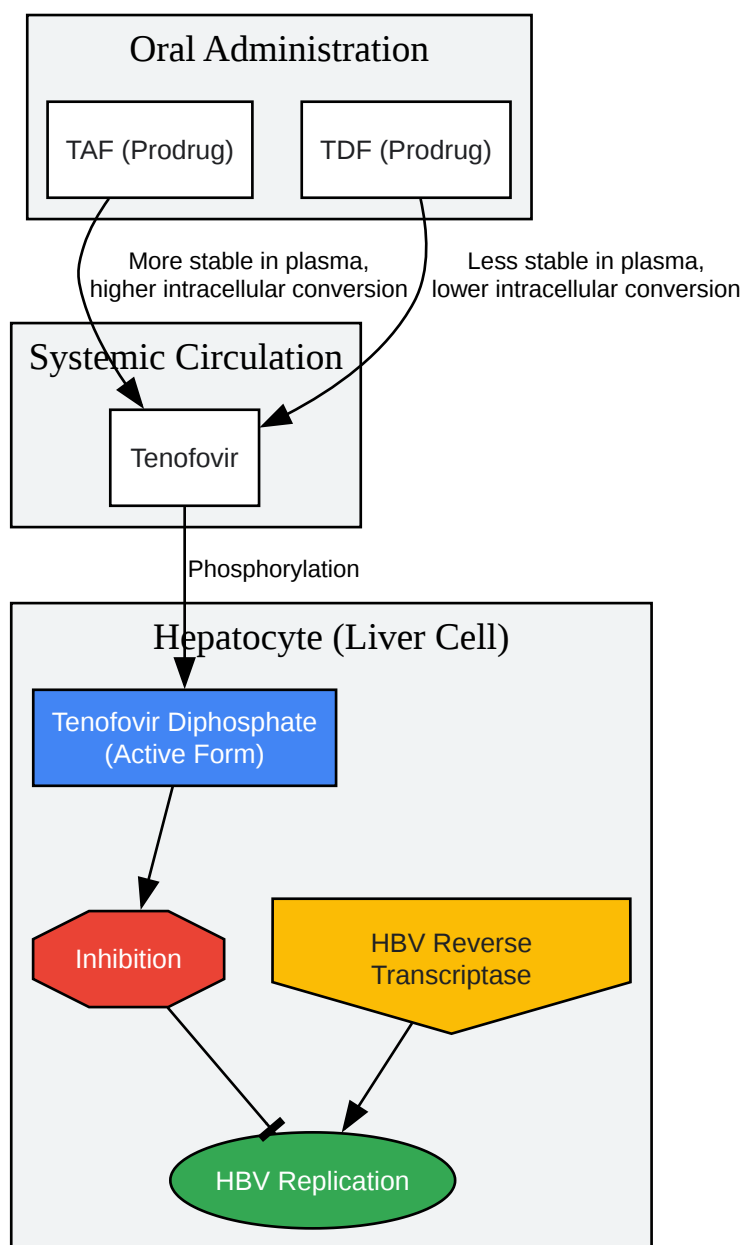 Oral Administration
TAF (Prodrug)
TDF (Prodrug)
More stable in plasma,
higher intracellular conversion
Less stable in plasma,
lower intracellular conversion
Systemic Circulation
Tenofovir
Phosphorylation
Hepatocyte (Liver Cell)
Tenofovir Diphosphate
(Active Form)
Inhibition
HBV Reverse
Transcriptase
HBV Replication